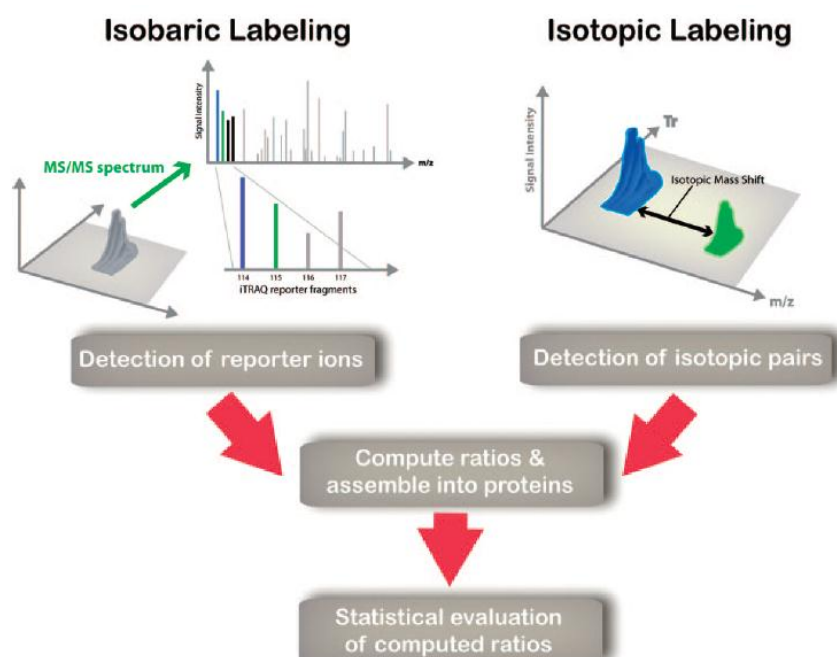 Isobaric Labeling
Signal Intensity
m/z
MS/MS spectrum
114 115 116 117
iTRAQ reporter fragments
Detection of reporter ions
Isotopic Labeling
Signal Intensity
Tr
Isotopic Mass Shift
m/z
Detection of isotopic pairs
Compute ratios &
assemble into proteins
Statistical evaluation
of computed ratios